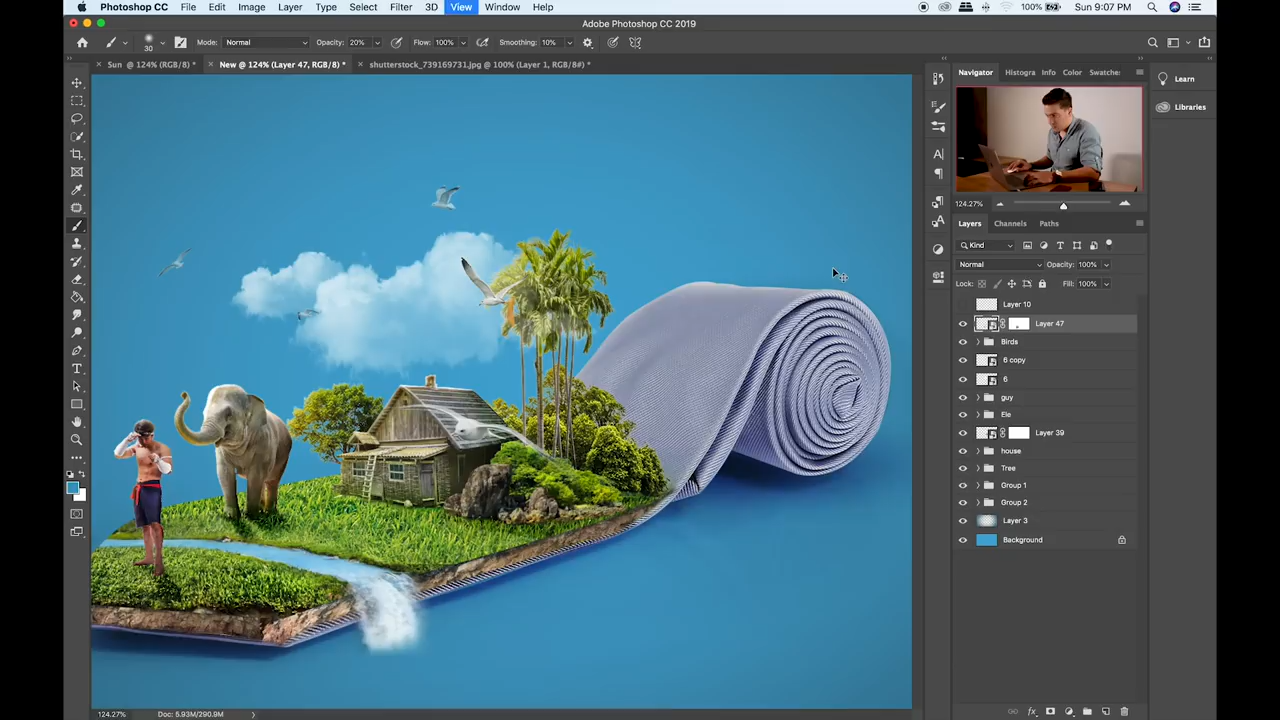 Photoshop CC File Edit Image Layer Type Select Filter 3D View Window Help 100% Sun 9:07 PM
Adobe Photoshop CC 2019
30 Mode: Normal Opacity: 20% Flow: 100% Smoothing: 10%
Sun @ 124% (RGB/8) * New @ 124% (Layer 47, RGB/8) * shutterstock_739169731.jpg @ 100% (Layer 1, RGB/8#) *
Navigator Histogra Info Color Swatche
Learn
Libraries
124.27%
Layers Channels Paths
Kind
Normal Opacity: 100%
Lock: Fill: 100%
Layer 10
Layer 47
Birds
6 copy
6
guy
Ele
Layer 39
house
Tree
Group 1
Group 2
Layer 3
Background
124.27% Doc: 5.93M/290.9M